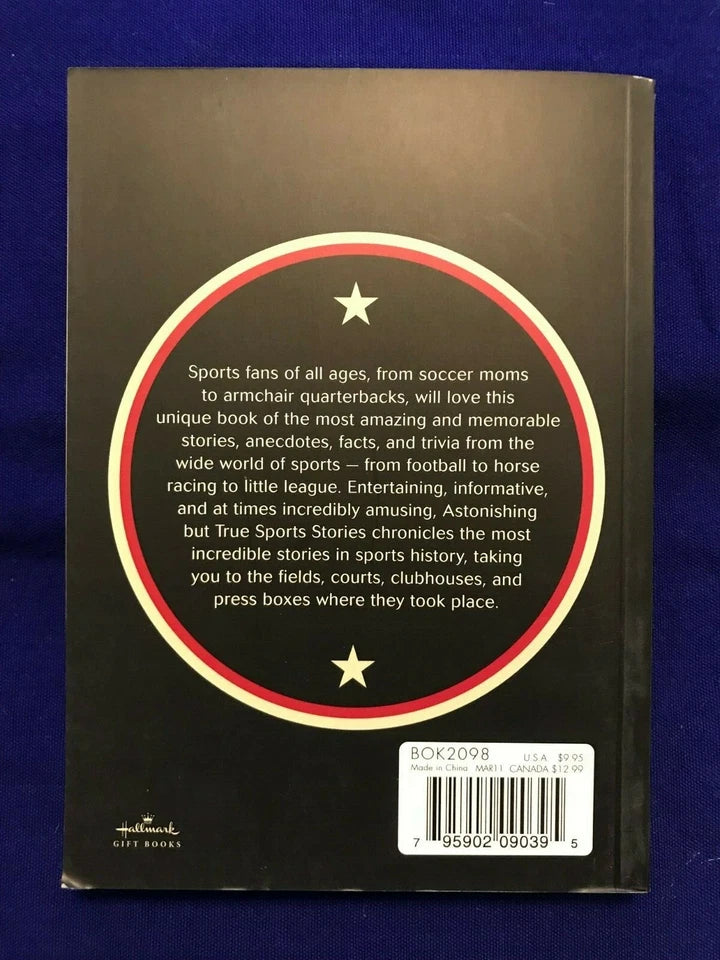 Sports fans of all ages, from soccer moms
to armchair quarterbacks, will love this
unique book of the most amazing and memorable
stories, anecdotes, facts, and trivia from the
wide world of sports – from football to horse
racing to little league. Entertaining, informative,
and at times incredibly amusing, Astonishing
but True Sports Stories chronicles the most
incredible stories in sports history, taking
you to the fields, courts, clubhouses, and
press boxes where they took place.
BOK2098 USA $9.95
Made in China MAR11 CANADA $12.99
7 95902 09039 5
Hallmark
GIFT BOOKS